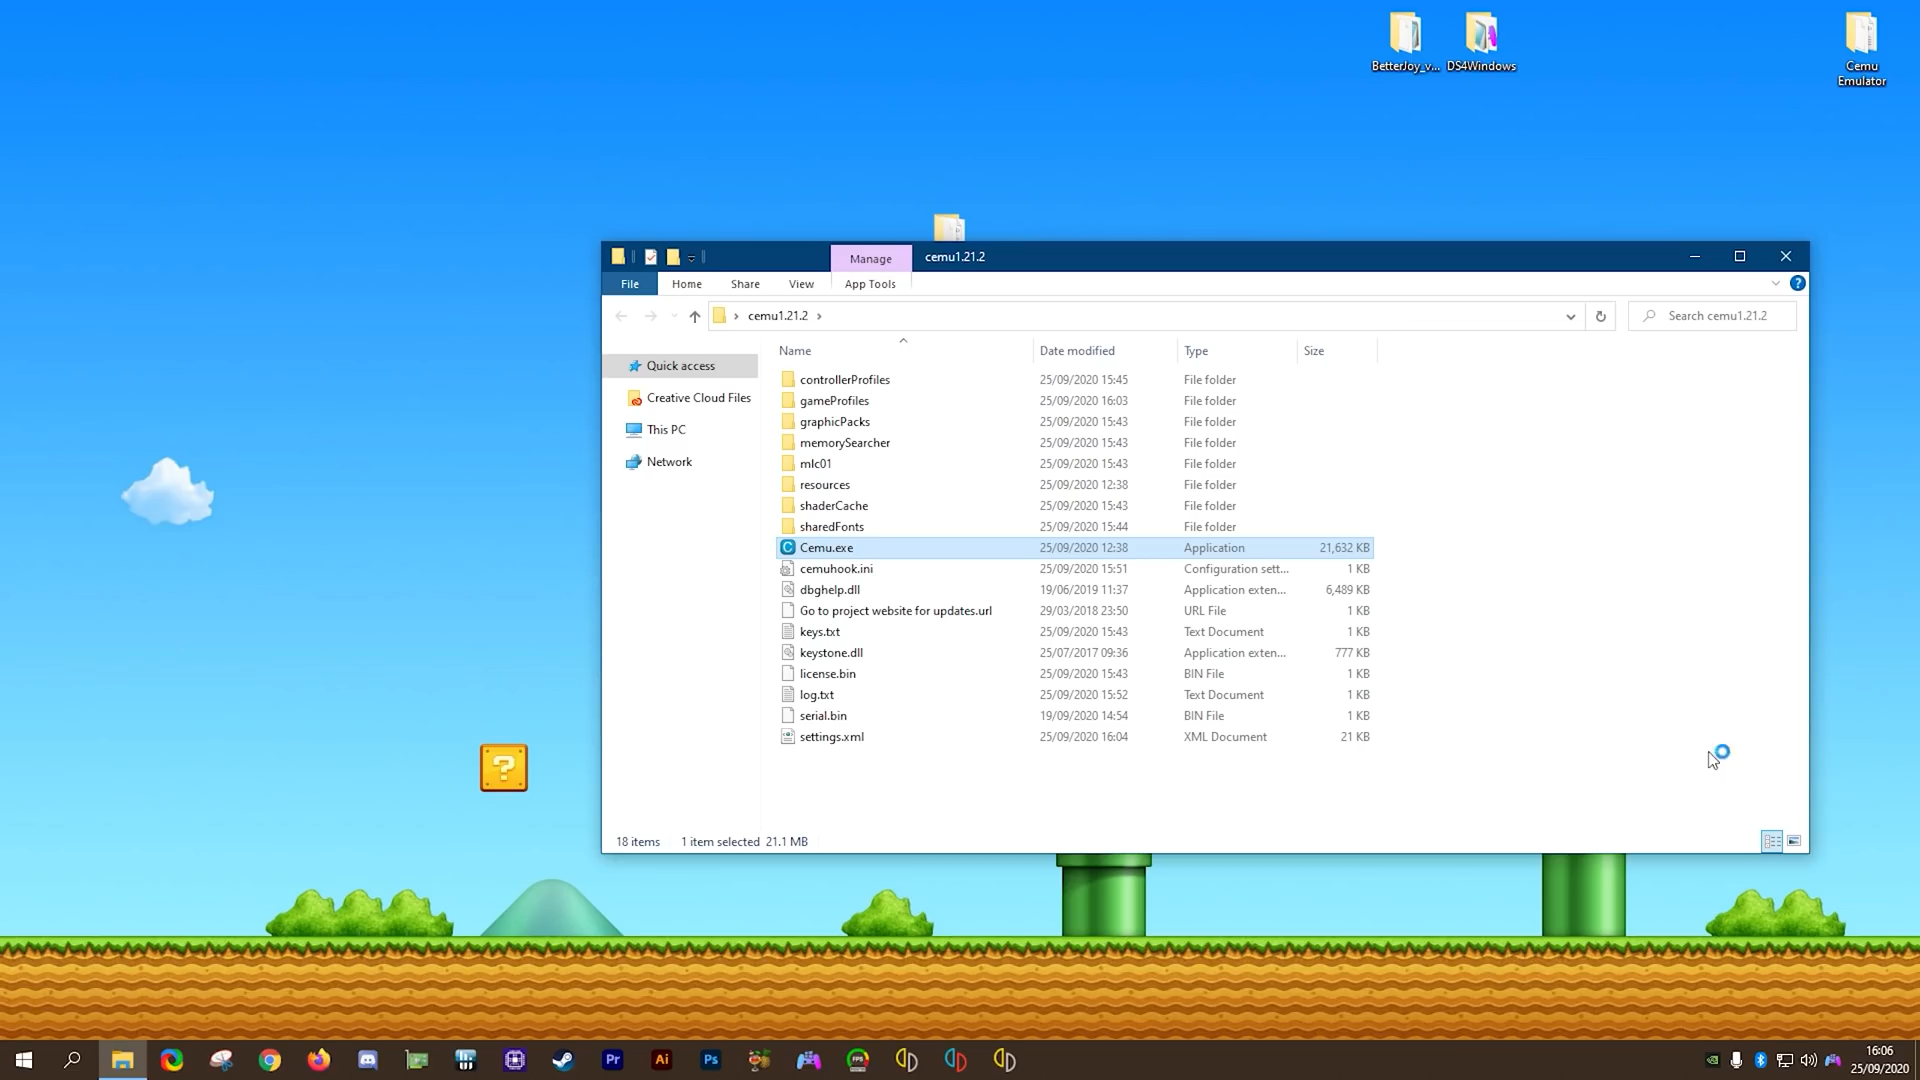 BetterJoy_v...
DS4Windows
Cemu
Emulator
Manage
cemu1.21.2
File
Home
Share
View
App Tools
cemu1.21.2
Search cemu1.21.2
Quick access
Creative Cloud Files
This PC
Network
Name
Date modified
Type
Size
controllerProfiles 25/09/2020 15:45 File folder
gameProfiles 25/09/2020 16:03 File folder
graphicPacks 25/09/2020 15:43 File folder
memorySearcher 25/09/2020 15:43 File folder
mlc01 25/09/2020 15:43 File folder
resources 25/09/2020 12:38 File folder
shaderCache 25/09/2020 15:43 File folder
sharedFonts 25/09/2020 15:44 File folder
Cemu.exe 25/09/2020 12:38 Application 21,632 KB
cemuhook.ini 25/09/2020 15:51 Configuration sett... 1 KB
dbghelp.dll 19/06/2019 11:37 Application exten... 6,489 KB
Go to project website for updates.url 29/03/2018 23:50 URL File 1 KB
keys.txt 25/09/2020 15:43 Text Document 1 KB
keystone.dll 25/07/2017 09:36 Application exten... 777 KB
license.bin 25/09/2020 15:43 BIN File 1 KB
log.txt 25/09/2020 15:52 Text Document 1 KB
serial.bin 19/09/2020 14:54 BIN File 1 KB
settings.xml 25/09/2020 16:04 XML Document 21 KB
18 items 1 item selected 21.1 MB
Pr
Ai
Ps
FPS
16:06
25/09/2020